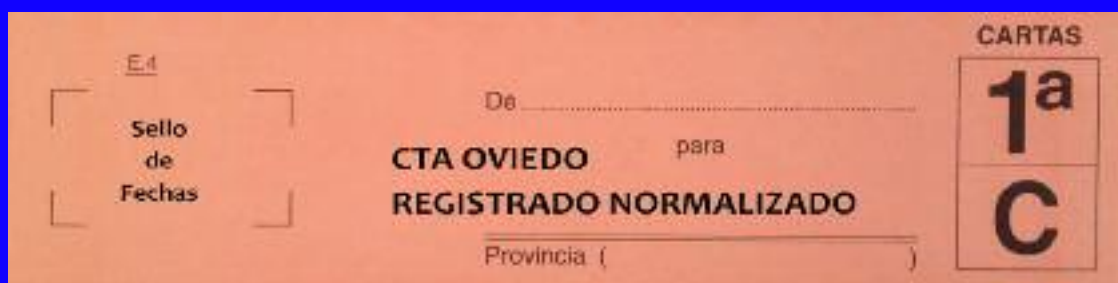 E.4
Sello
de
Fechas
De
para
CTA OVIEDO
REGISTRADO NORMALIZADO
Provincia ( )
CARTAS
1ª
C